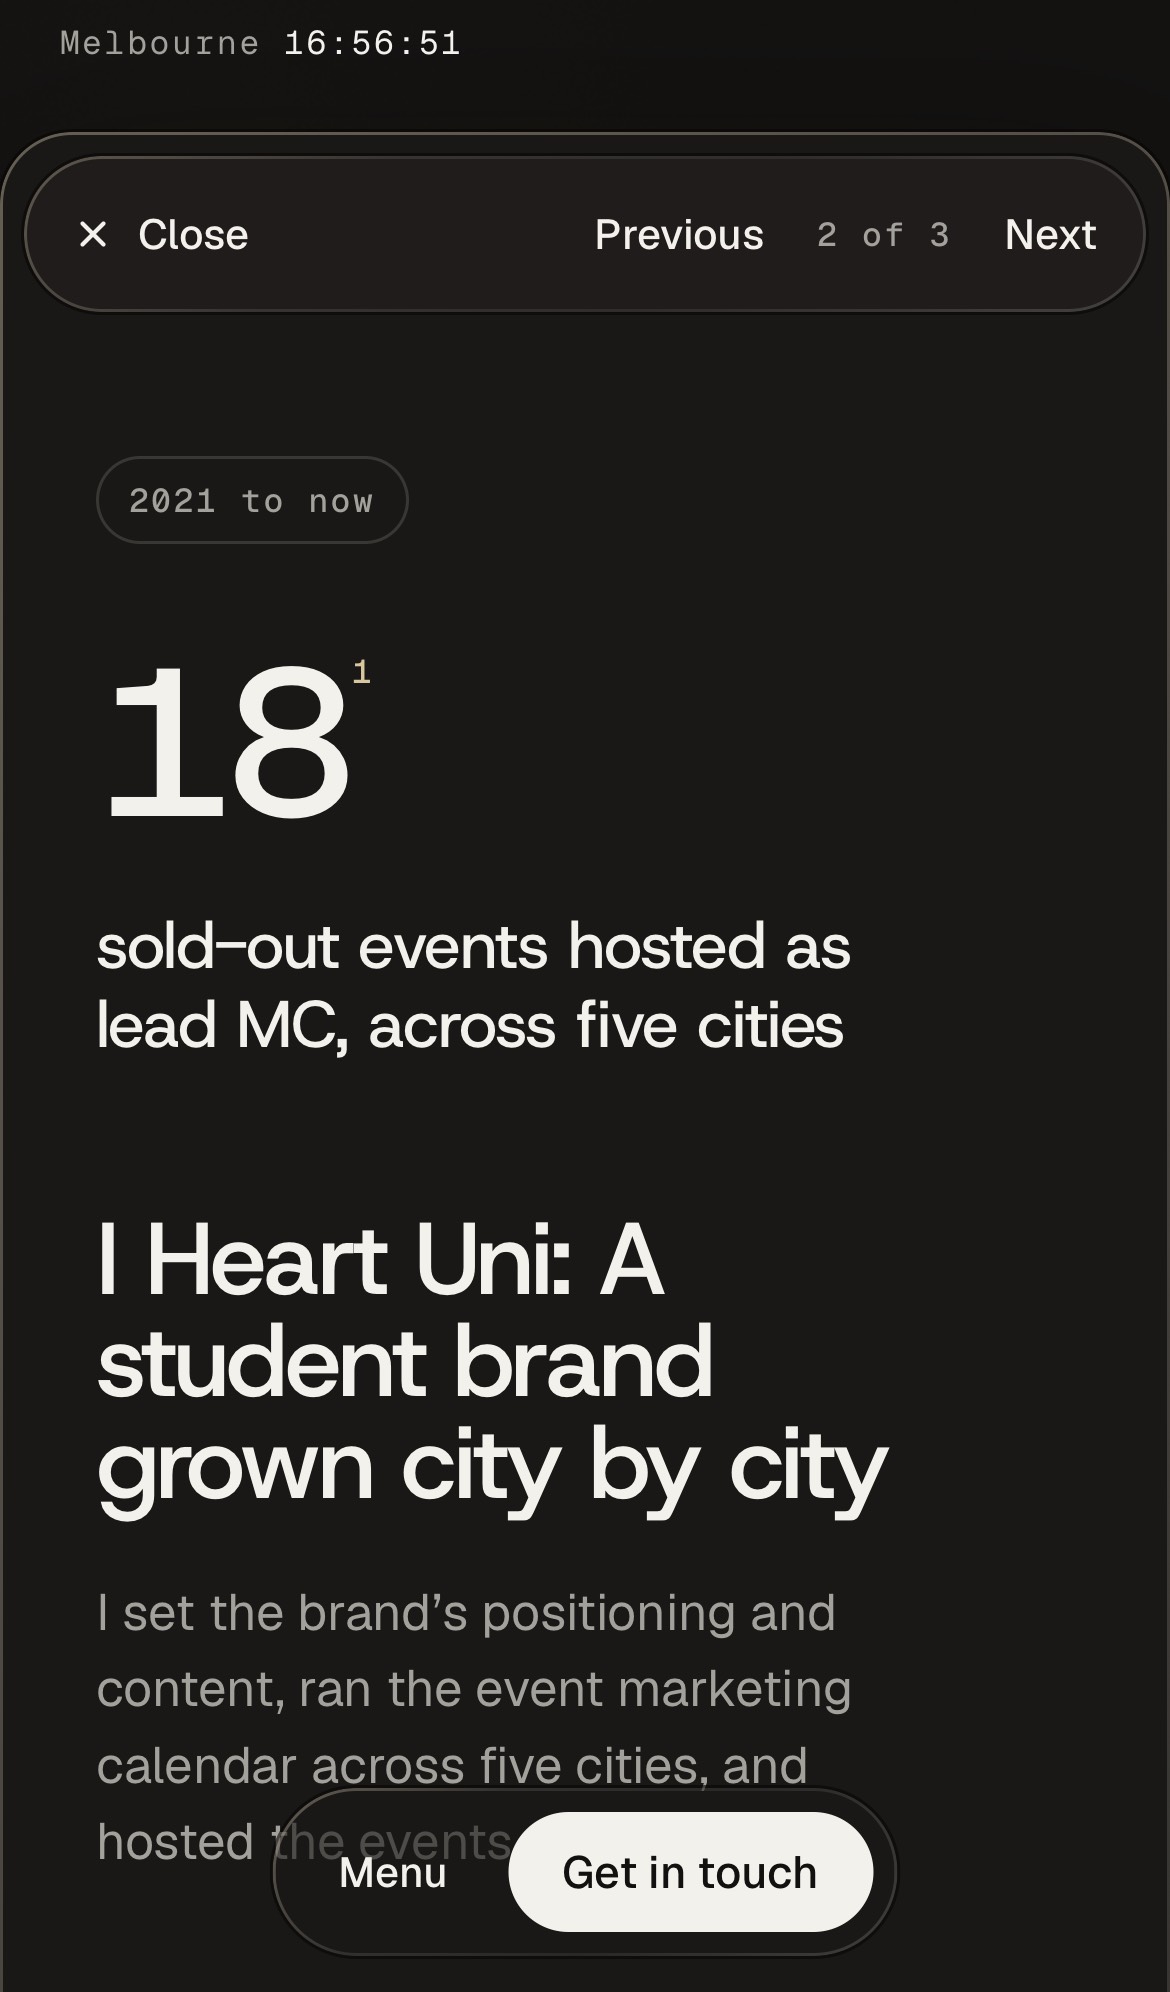 Melbourne 16:56:51
× Close Previous 2 of 3 Next
2021 to now
18¹
sold-out events hosted as
lead MC, across five cities
I Heart Uni: A
student brand
grown city by city
I set the brand’s positioning and
content, ran the event marketing
calendar across five cities, and
hosted the events
Menu Get in touch